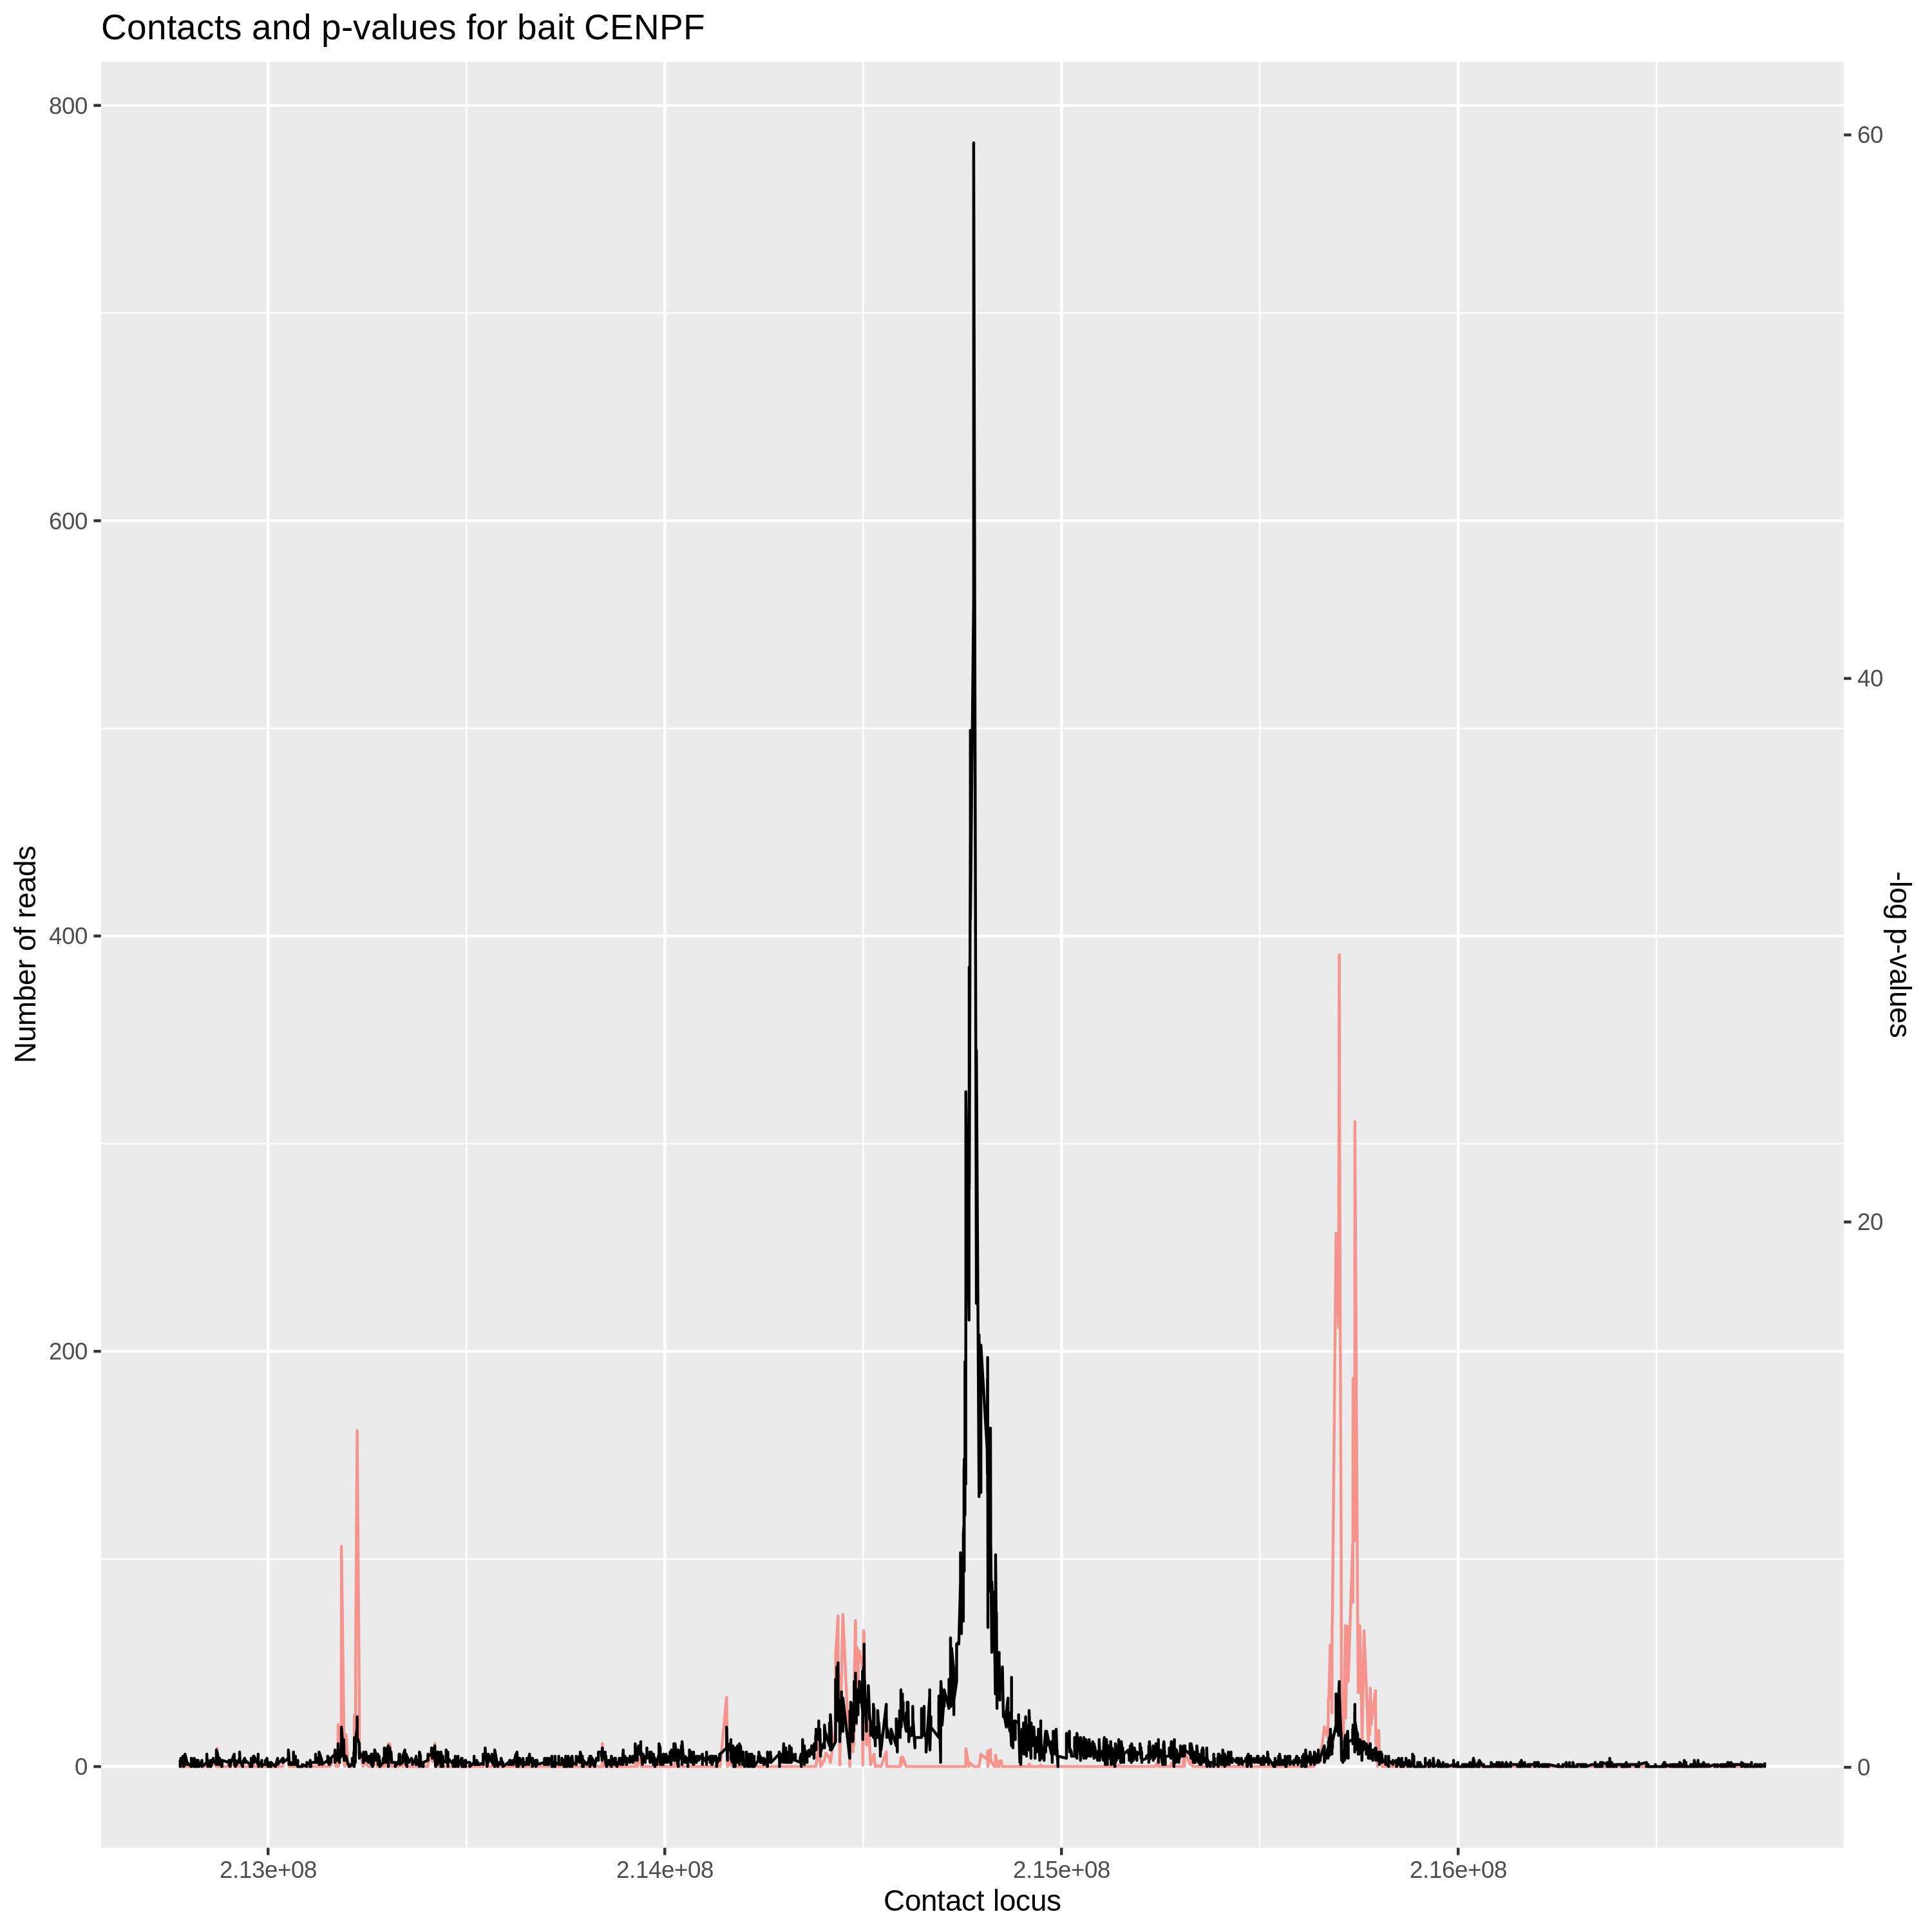 Contacts and p-values for bait CENPF
800
600
400
200
0
Number of reads
60
40
20
0
-log p-values
2.13e+08
2.14e+08
2.15e+08
2.16e+08
Contact locus